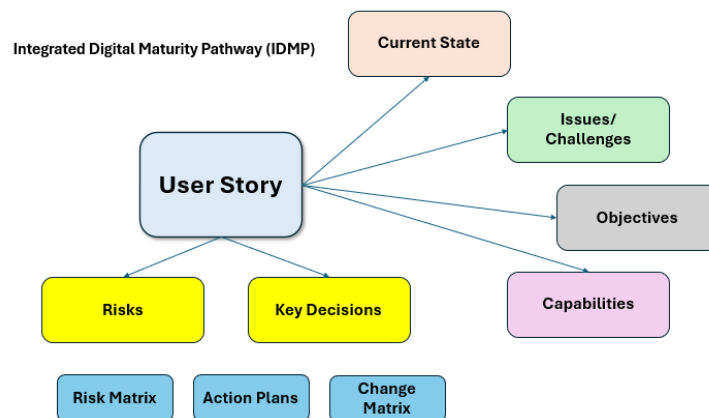 Current State
Integrated Digital Maturity Pathway (IDMP)
Issues/
Challenges
User Story
Objectives
Risks
Key Decisions
Capabilities
Risk Matrix
Action Plans
Change
Matrix